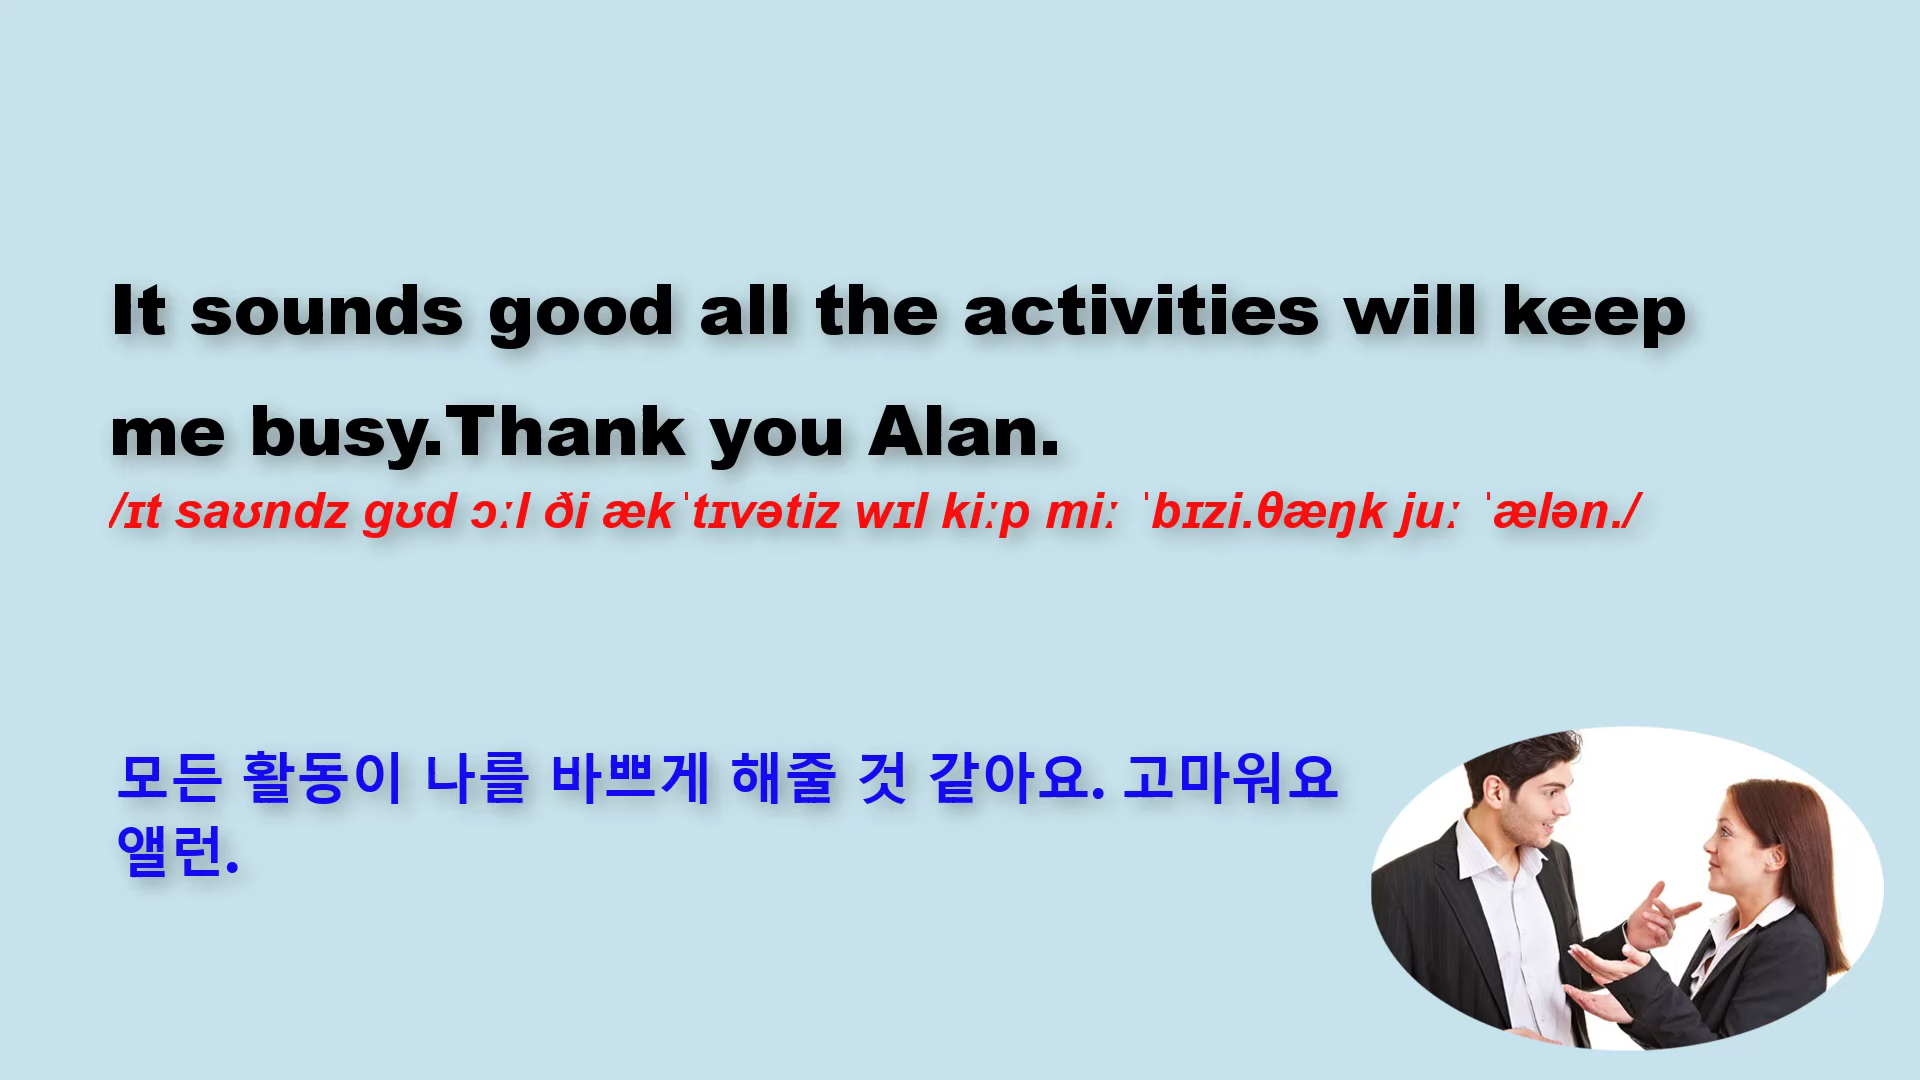 It sounds good all the activities will keep
me busy.Thank you Alan.
/ɪt saʊndz gʊd ɔːl ði ækˈtɪvətiz wɪl kiːp miː ˈbɪzi.θæŋk juː ˈælən./
모든 활동이 나를 바쁘게 해줄 것 같아요. 고마워요
앨런.